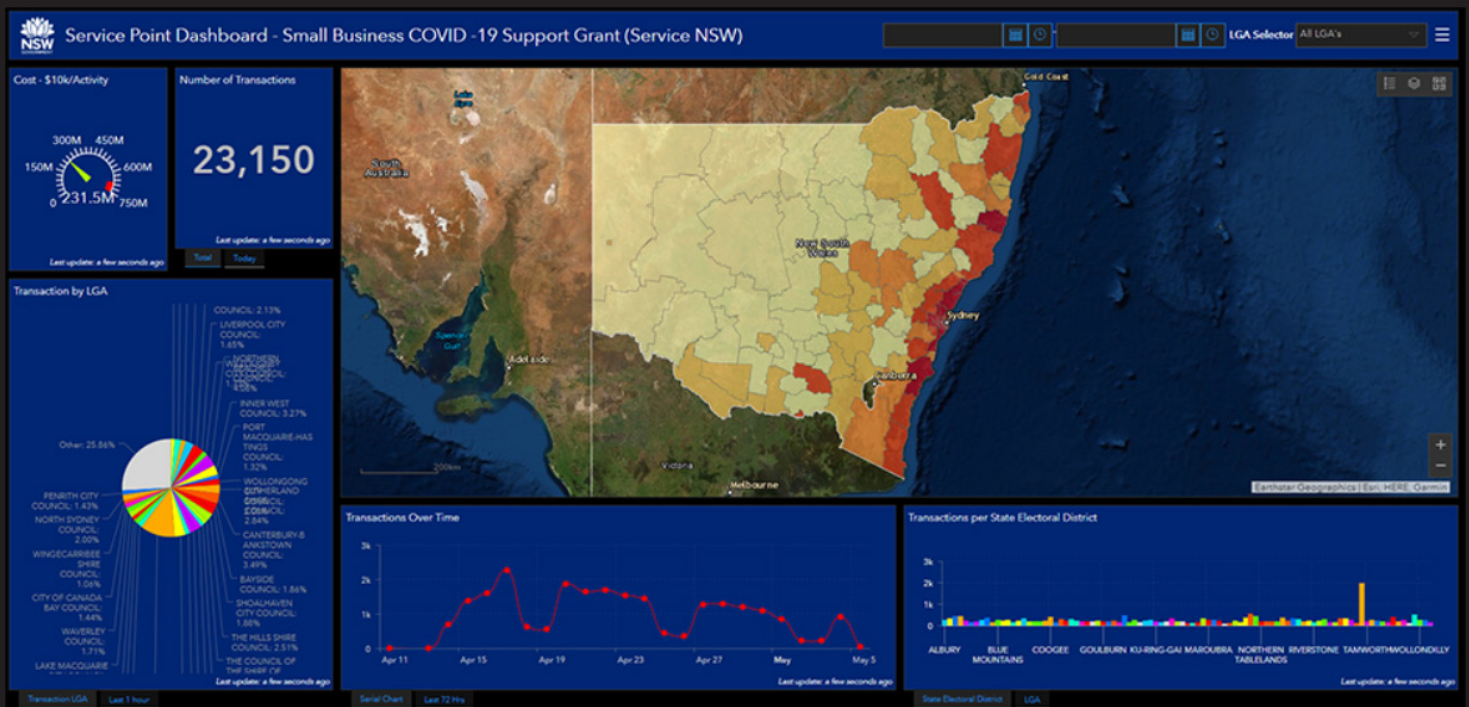 NSW
GOVERNMENT
Service Point Dashboard - Small Business COVID -19 Support Grant (Service NSW)
LGA Selector
All LGA's
Cost - $10k/Activity
300M
450M
150M
600M
231.5M
0
750M
Last update: a few seconds ago
Number of Transactions
23,150
Last update: a few seconds ago
Total
Today
Transaction by LGA
COUNCIL: 2.13%
LIVERPOOL CITY
COUNCIL:
1.65%
INNER WEST
COUNCIL: 3.27%
PORT
MACQUARIE-HAS
TINGS
COUNCIL:
1.32%
WOLLONGONG
2.84%
CANTERBURY-B
ANKSTOWN
COUNCIL:
3.49%
BAYSIDE
COUNCIL: 1.86%
SHOALHAVEN
CITY COUNCIL:
1.88%
THE HILLS SHIRE
COUNCIL: 2.51%
THE COUNCIL OF
THE SHIRE OF
Other: 25.86%
PENRITH CITY
COUNCIL: 1.43%
NORTH SYDNEY
COUNCIL:
2.00%
WINGECARRIBEE
SHIRE
COUNCIL:
1.06%
CITY OF CANADA
BAY COUNCIL:
1.44%
WAVERLEY
COUNCIL:
1.71%
LAKE MACQUARIE
Last update: a few seconds ago
Transaction LGA
Last 1 hour
Gold Coast
Lake
Eyre
South
Australia
New South
Wales
Sydney
Spencer
Gulf
Adelaide
Canberra
200km
Victoria
Melbourne
+
−
Earthstar Geographics | Esri, HERE, Garmin
Transactions Over Time
3k
2k
1k
0
Apr 11
Apr 15
Apr 19
Apr 23
Apr 27
May
May 5
Last update: a few seconds ago
Serial Chart
Last 72 Hrs
Transactions per State Electoral District
3k
2k
1k
0
ALBURY
BLUE
MOUNTAINS
COOGEE
GOULBURN
KU-RING-GAI
MAROUBRA
NORTHERN
TABLELANDS
RIVERSTONE
TAMWORTH
WOLLONDILLY
Last update: a few seconds ago
State Electoral District
LGA